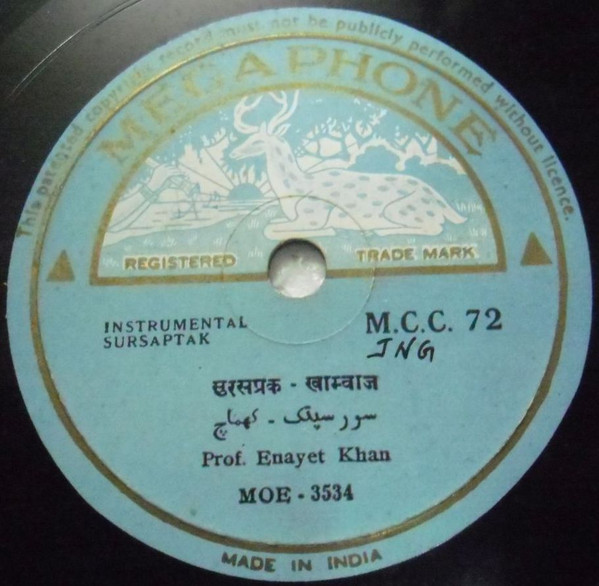 This patented copyright record must not be publicly performed without licence.
MEGAPHONE
REGISTERED TRADE MARK
INSTRUMENTAL
SURSAPTAK
M.C.C. 72
JNG
सुरसप्रक - खाम्वाज
سور سپتک - کھماچ
Prof. Enayet Khan
MOE - 3534
MADE IN INDIA